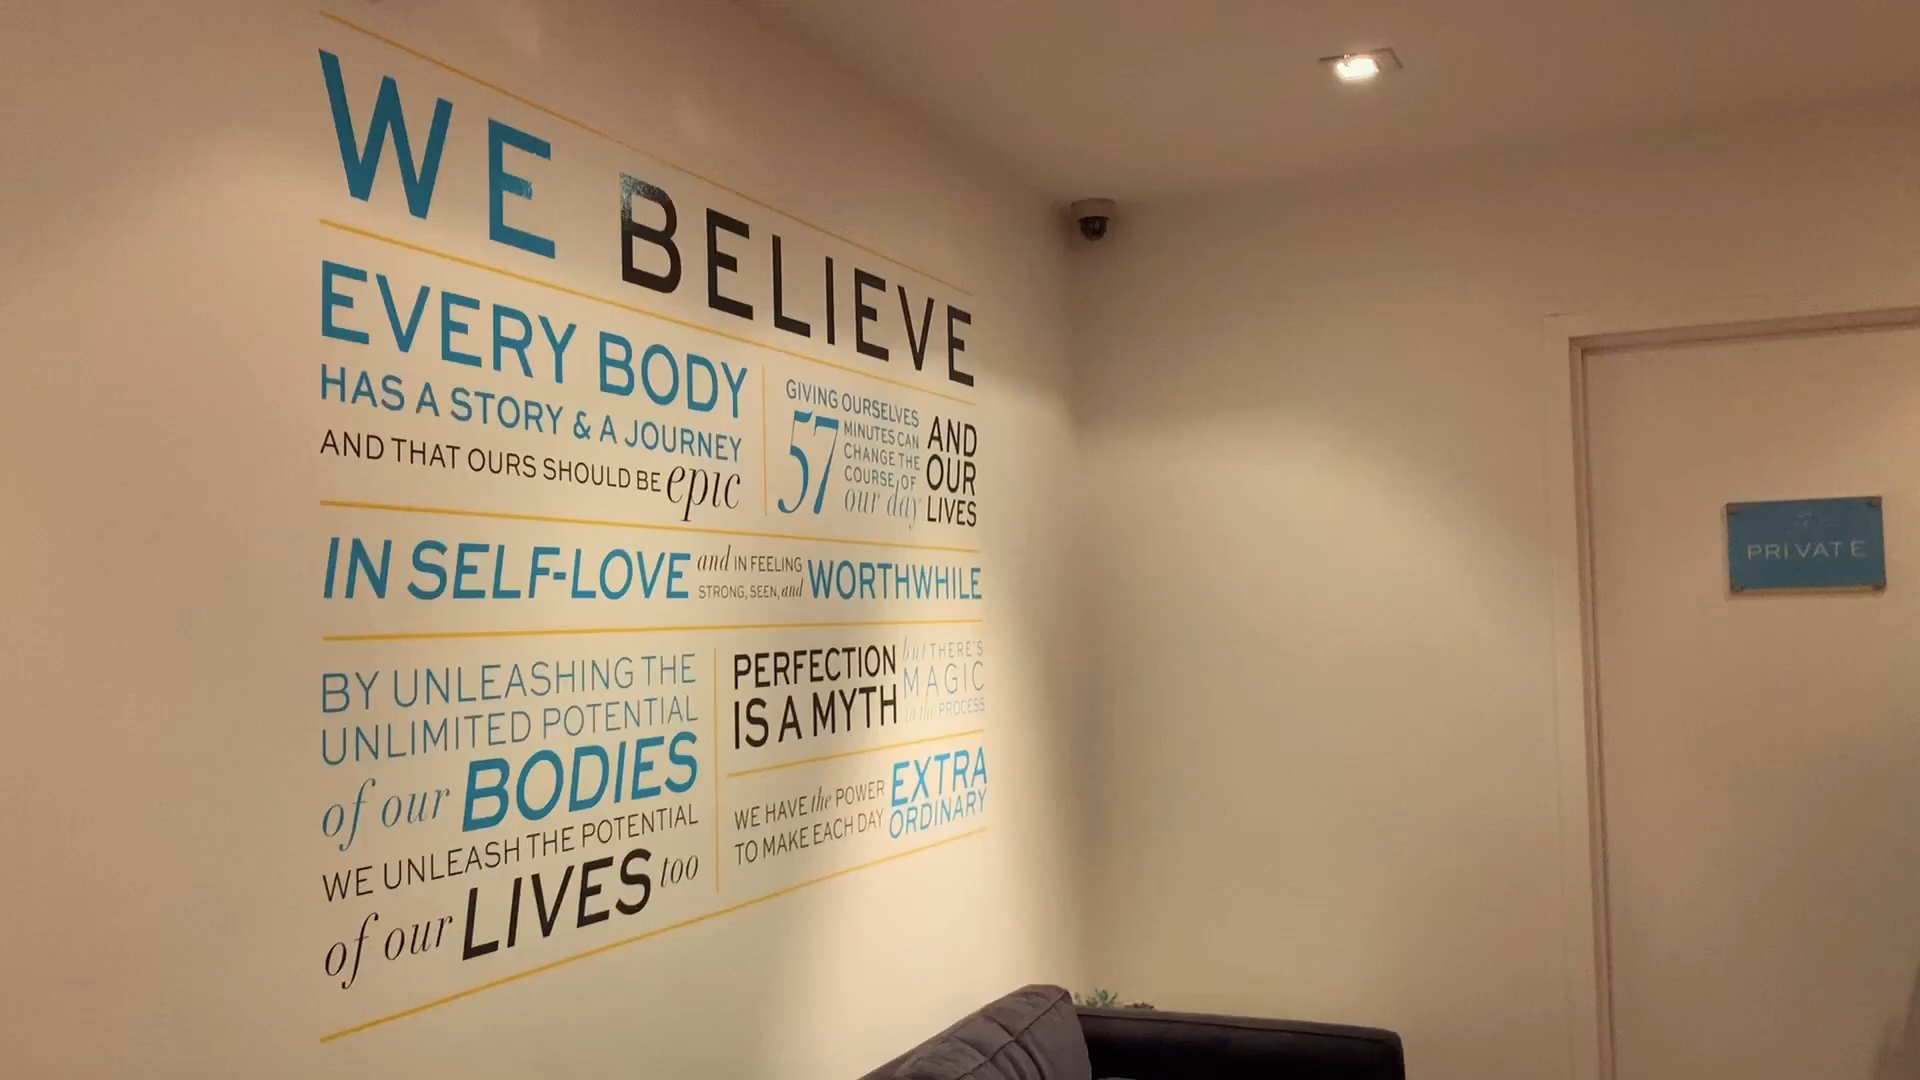 WE BELIEVE
EVERY BODY
HAS A STORY & A JOURNEY
AND THAT OURS SHOULD BE epic
GIVING OURSELVES
57
MINUTES CAN
CHANGE THE
COURSE OF
our day
AND
OUR
LIVES
IN SELF-LOVE
and IN FEELING
STRONG, SEEN, and
WORTHWHILE
BY UNLEASHING THE
UNLIMITED POTENTIAL
of our BODIES
WE UNLEASH THE POTENTIAL
of our LIVES too
PERFECTION
IS A MYTH
but THERE'S
MAGIC
in the PROCESS
WE HAVE the POWER
TO MAKE EACH DAY
EXTRA
ORDINARY
PRIVATE